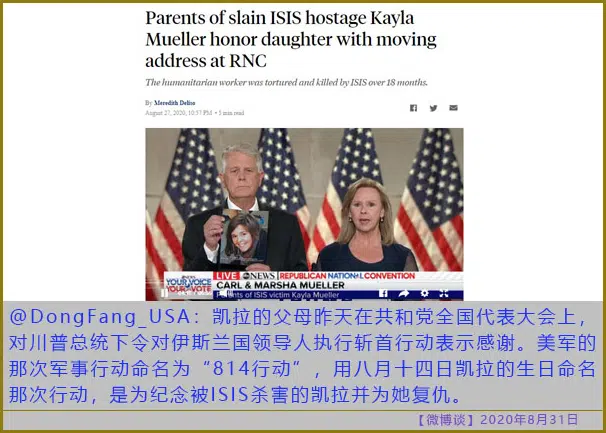 Parents of slain ISIS hostage Kayla
Mueller honor daughter with moving
address at RNC
The humanitarian worker was tortured and killed by ISIS over 18 months.
By Meredith Deliso
August 27, 2020, 10:57 PM • 5 min read
YOUR VOICE
YOUR VOTE
LIVE abc NEWS | REPUBLICAN NATIONAL CONVENTION
CARL & MARSHA MUELLER
Parents of ISIS victim Kayla Mueller
@DongFang_USA：凯拉的父母昨天在共和党全国代表大会上，
对川普总统下令对伊斯兰国领导人执行斩首行动表示感谢。美军的
那次军事行动命名为“814行动”，用八月十四日凯拉的生日命名
那次行动，是为纪念被ISIS杀害的凯拉并为她复仇。
【微博谈】2020年8月31日